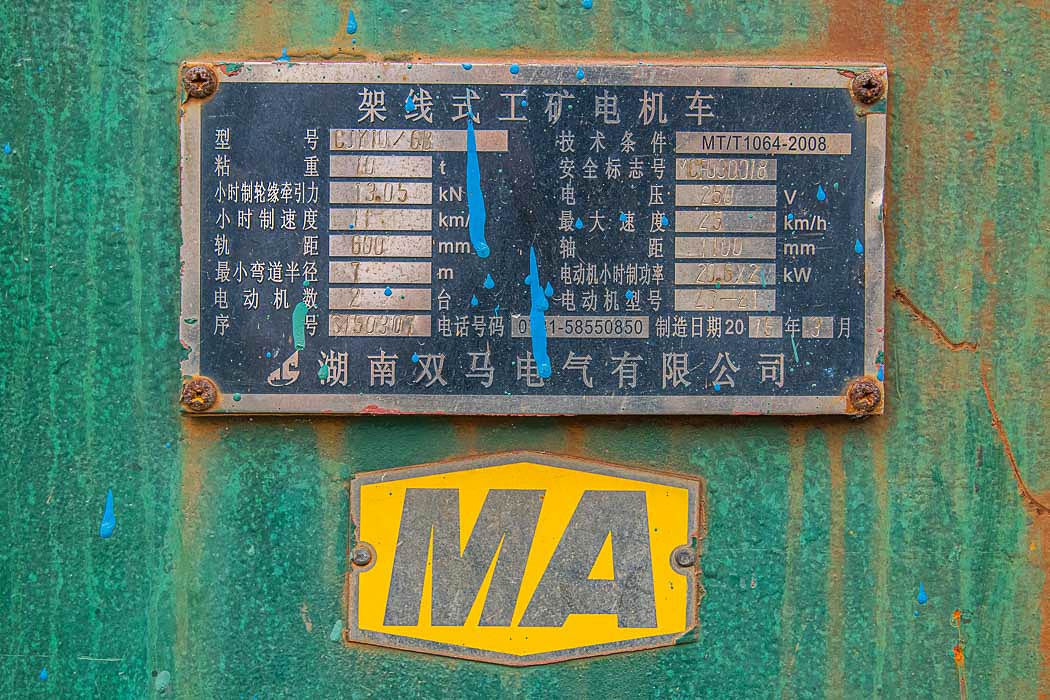 架线式工矿电机车
型号 CJY10/6B 技术条件 MT/T1064-2008
粘重 10 t 安全标志号
小时制轮缘牵引力 13.05 kN 电压 250 V
小时制速度 km/ 最大速度 25 km/h
轨距 600 mm 轴距 1100 mm
最小弯道半径 7 m 电动机小时制功率 20.6X2 kW
电动机数 2 台 电动机型号
序号 电话号码 -58550850 制造日期20 15 年 3 月
湖南双马电气有限公司
MA